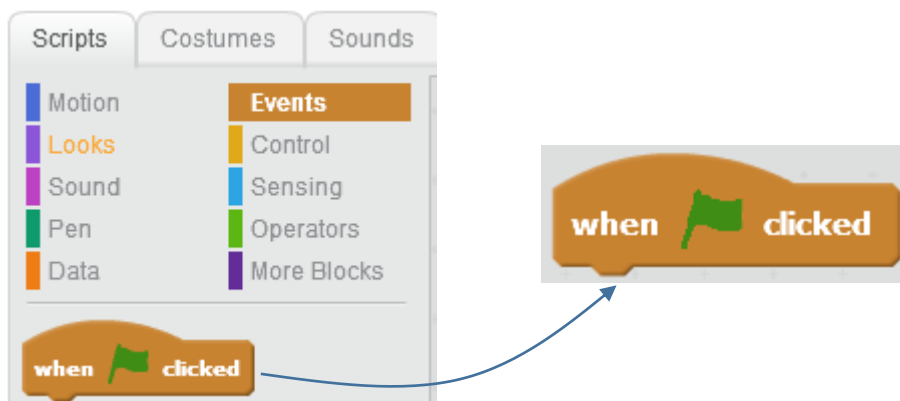 Scripts Costumes Sounds
Motion Events
Looks Control
Sound Sensing
Pen Operators
Data More Blocks
when clicked
when clicked